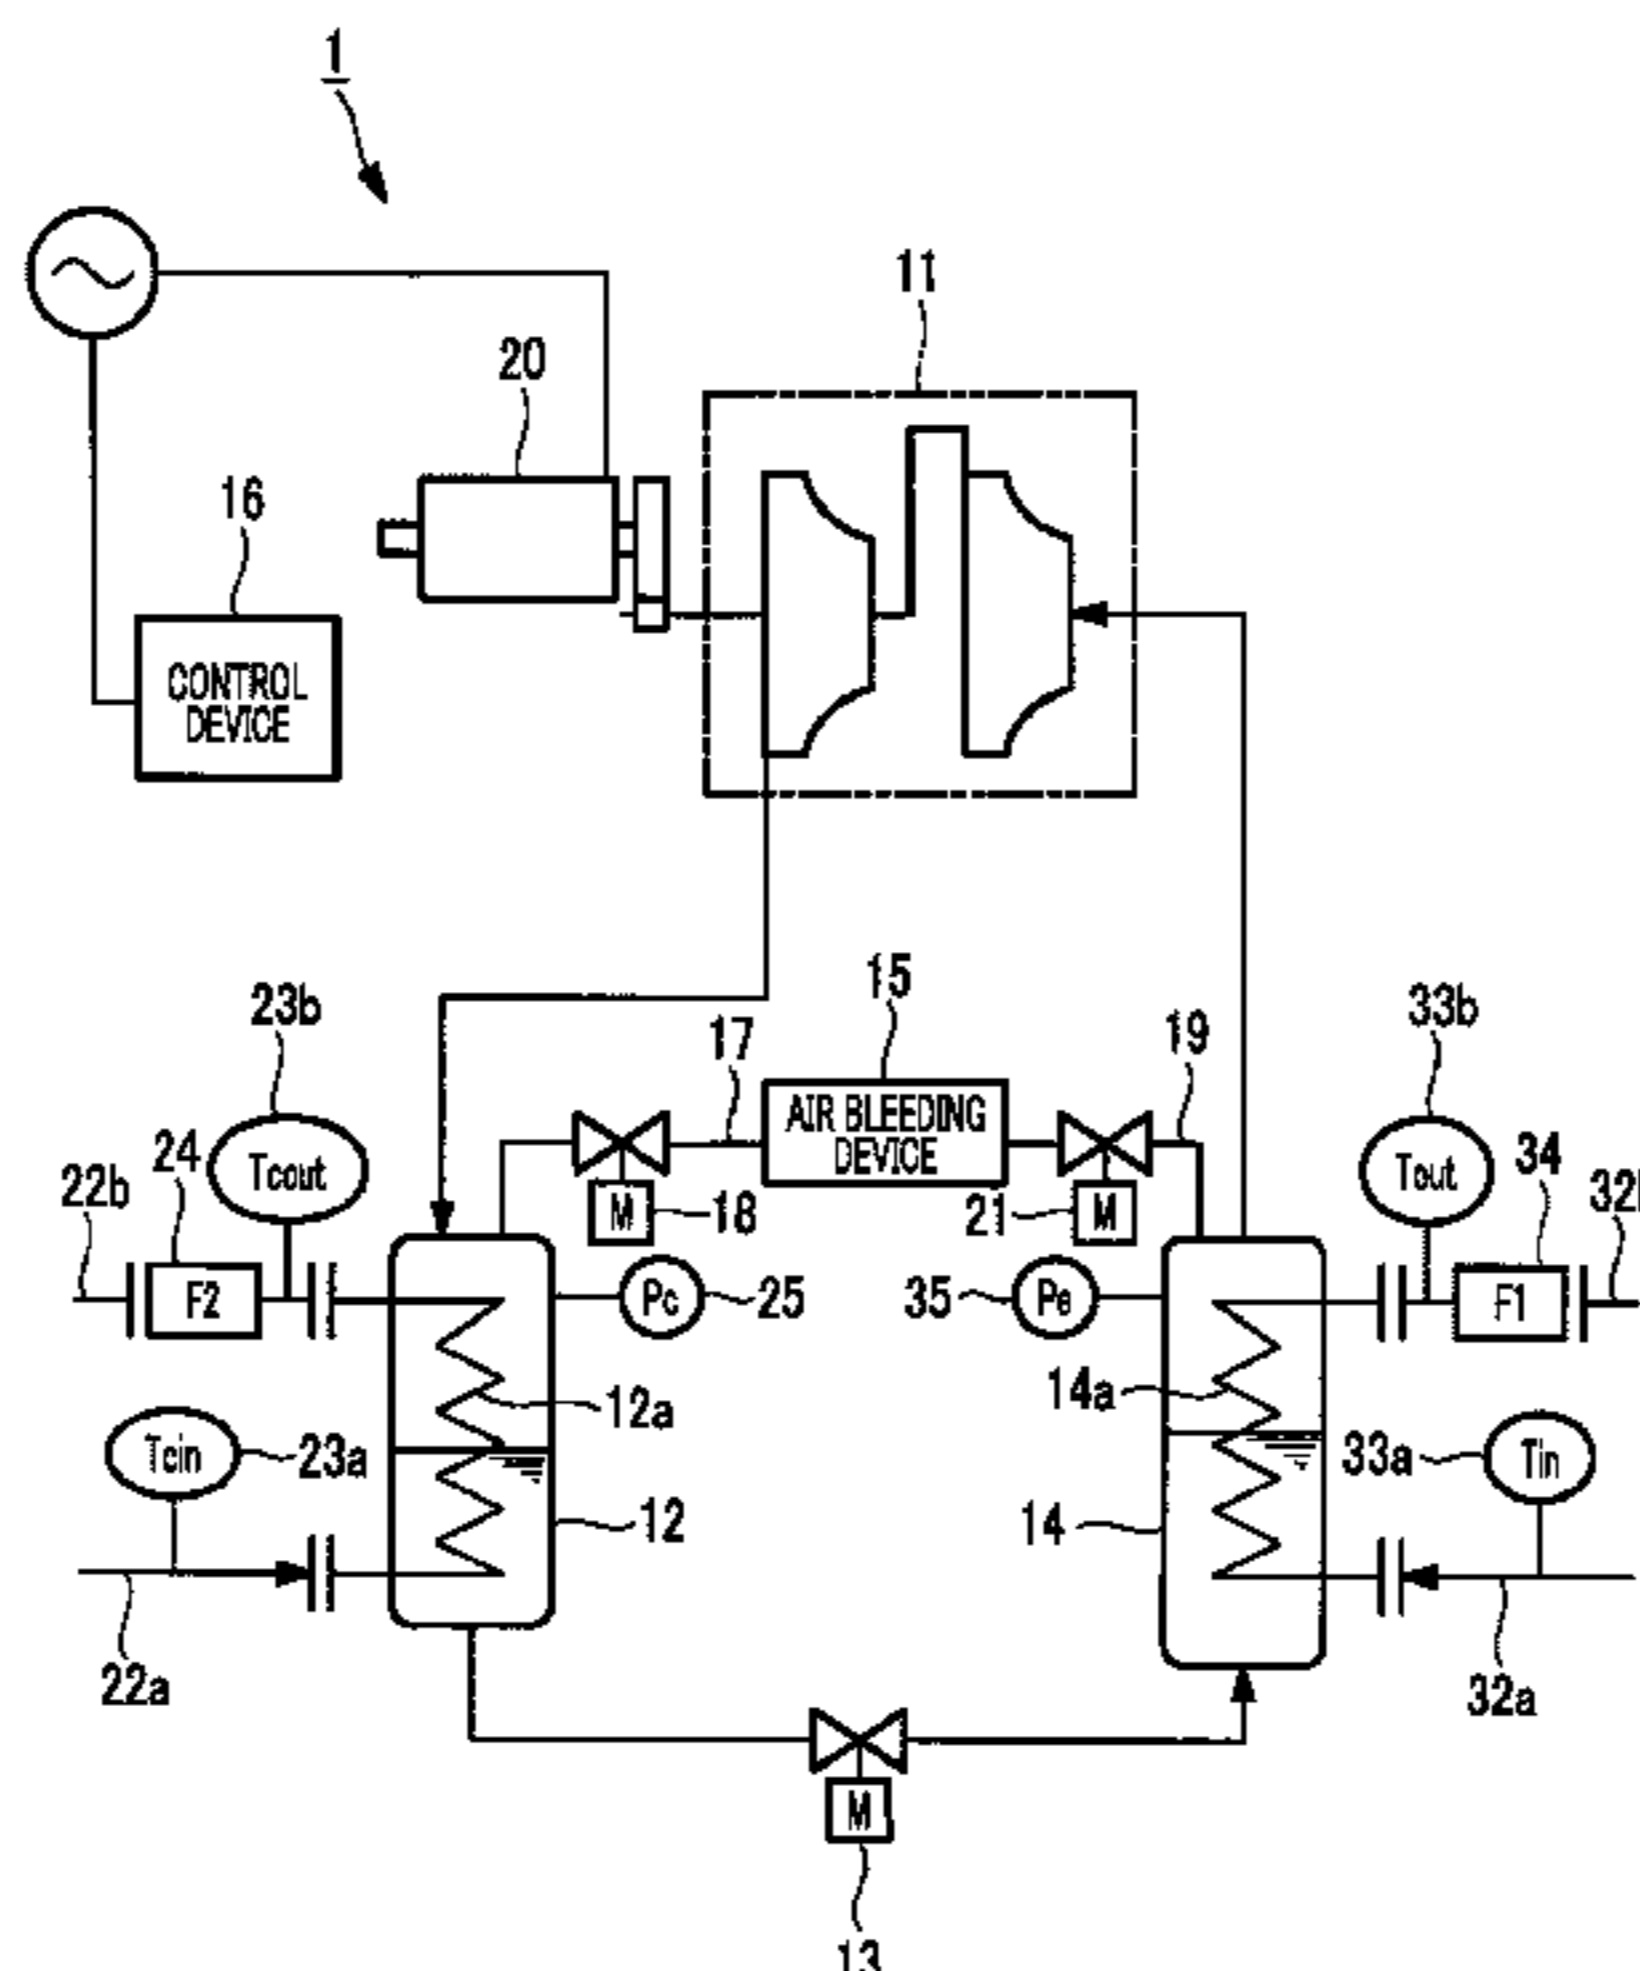 1
11
20
16
CONTROL
DEVICE
15
23b
17
19
33b
AIR BLEEDING
DEVICE
24
Tcout
Tout
34
22b
M
18
21
M
F2
Pc
25
35
Pe
F1
12a
14a
Tcin
23a
33a
Tin
12
14
22a
32a
M
13